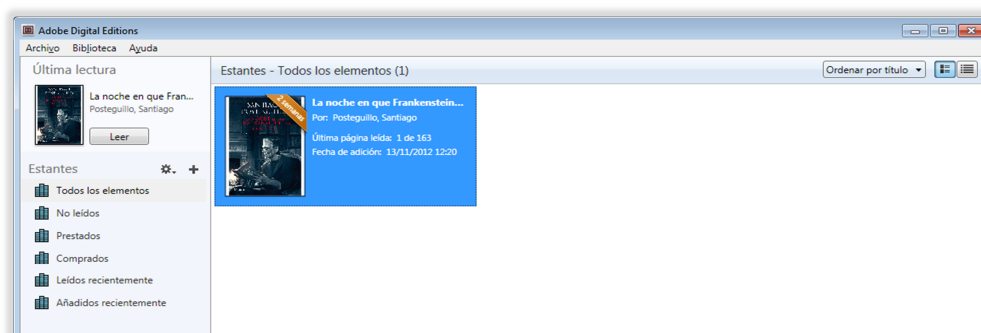 Adobe Digital Editions
Archivo Biblioteca Ayuda
Última lectura
La noche en que Fran...
Posteguillo, Santiago
Leer
Estantes
Todos los elementos
No leídos
Prestados
Comprados
Leídos recientemente
Añadidos recientemente
Estantes - Todos los elementos (1)
Ordenar por título
2 semanas
La noche en que Frankenstein...
Por: Posteguillo, Santiago
Última página leída: 1 de 163
Fecha de adición: 13/11/2012 12:20